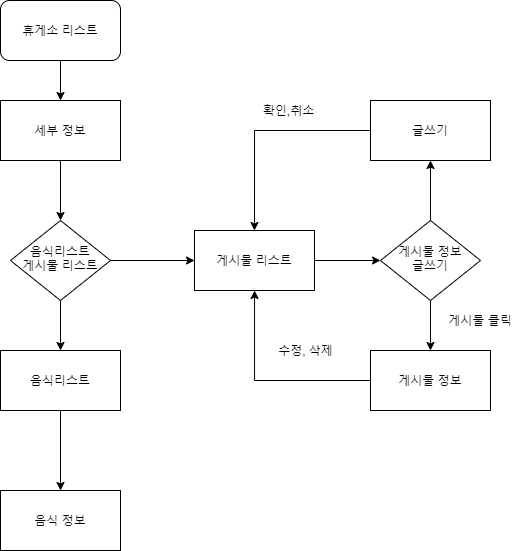 휴게소 리스트
세부 정보
음식리스트
게시물 리스트
음식리스트
음식 정보
게시물 리스트
확인,취소
글쓰기
게시물 정보
글쓰기
게시물 클릭
수정, 삭제
게시물 정보